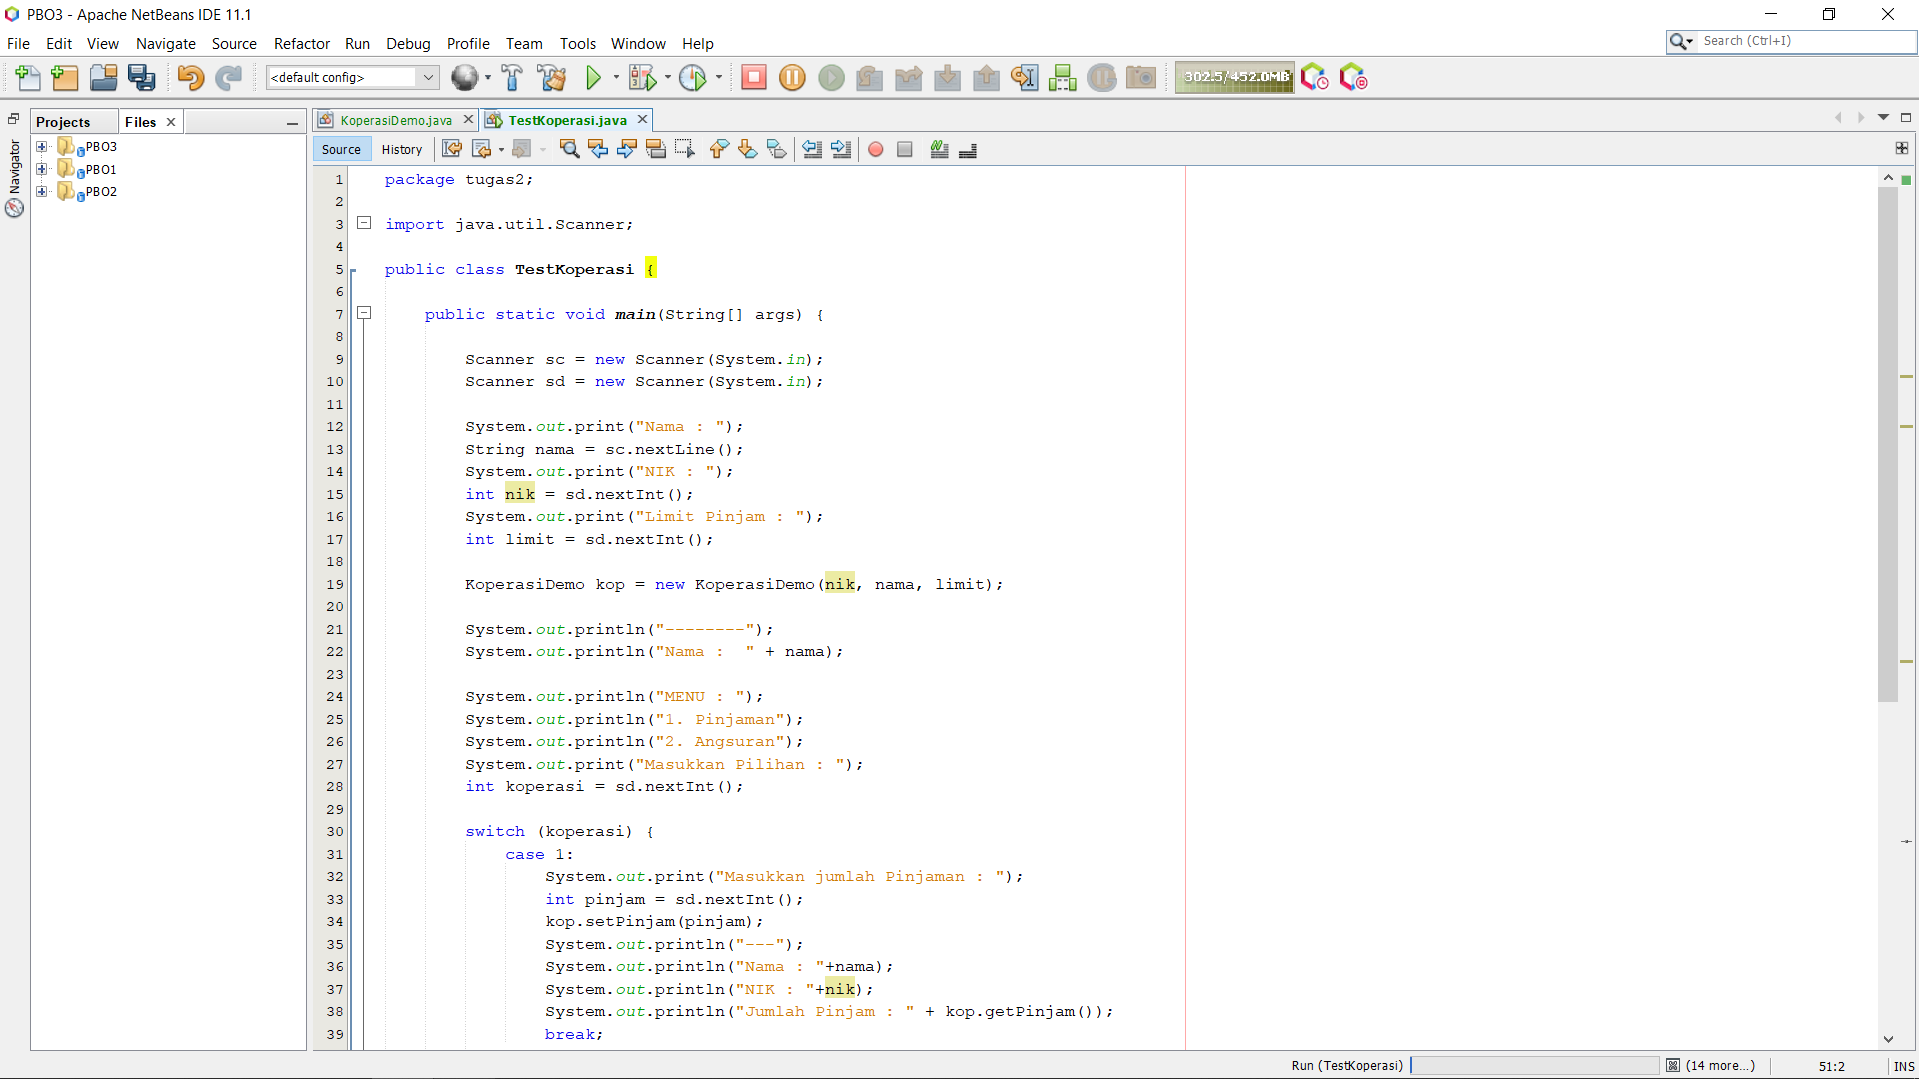 PBO3 - Apache NetBeans IDE 11.1
File Edit View Navigate Source Refactor Run Debug Profile Team Tools Window Help
Search (Ctrl+I)
<default config>
302.5/452.0MB
Projects Files
KoperasiDemo.java TestKoperasi.java
Navigator
PBO3
PBO1
PBO2
Source History
1 package tugas2;
2
3 import java.util.Scanner;
4
5 public class TestKoperasi {
6
7 public static void main(String[] args) {
8
9 Scanner sc = new Scanner(System.in);
10 Scanner sd = new Scanner(System.in);
11
12 System.out.print("Nama : ");
13 String nama = sc.nextLine();
14 System.out.print("NIK : ");
15 int nik = sd.nextInt();
16 System.out.print("Limit Pinjam : ");
17 int limit = sd.nextInt();
18
19 KoperasiDemo kop = new KoperasiDemo(nik, nama, limit);
20
21 System.out.println("--------");
22 System.out.println("Nama :  " + nama);
23
24 System.out.println("MENU : ");
25 System.out.println("1. Pinjaman");
26 System.out.println("2. Angsuran");
27 System.out.print("Masukkan Pilihan : ");
28 int koperasi = sd.nextInt();
29
30 switch (koperasi) {
31 case 1:
32 System.out.print("Masukkan jumlah Pinjaman : ");
33 int pinjam = sd.nextInt();
34 kop.setPinjam(pinjam);
35 System.out.println("---");
36 System.out.println("Nama : "+nama);
37 System.out.println("NIK : "+nik);
38 System.out.println("Jumlah Pinjam : " + kop.getPinjam());
39 break;
Run (TestKoperasi) (14 more...) 51:2 INS